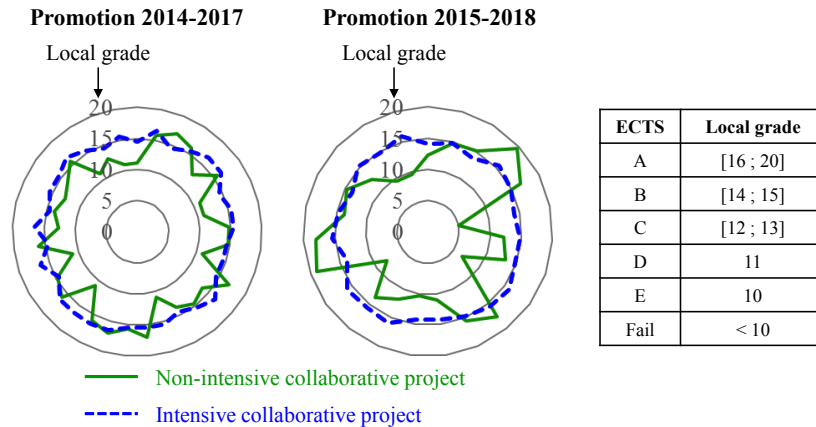 Promotion 2014-2017
Promotion 2015-2018
Local grade
Local grade
20
15
10
5
0
20
15
10
5
0
ECTS Local grade
A [16 ; 20]
B [14 ; 15]
C [12 ; 13]
D 11
E 10
Fail < 10
Non-intensive collaborative project
Intensive collaborative project